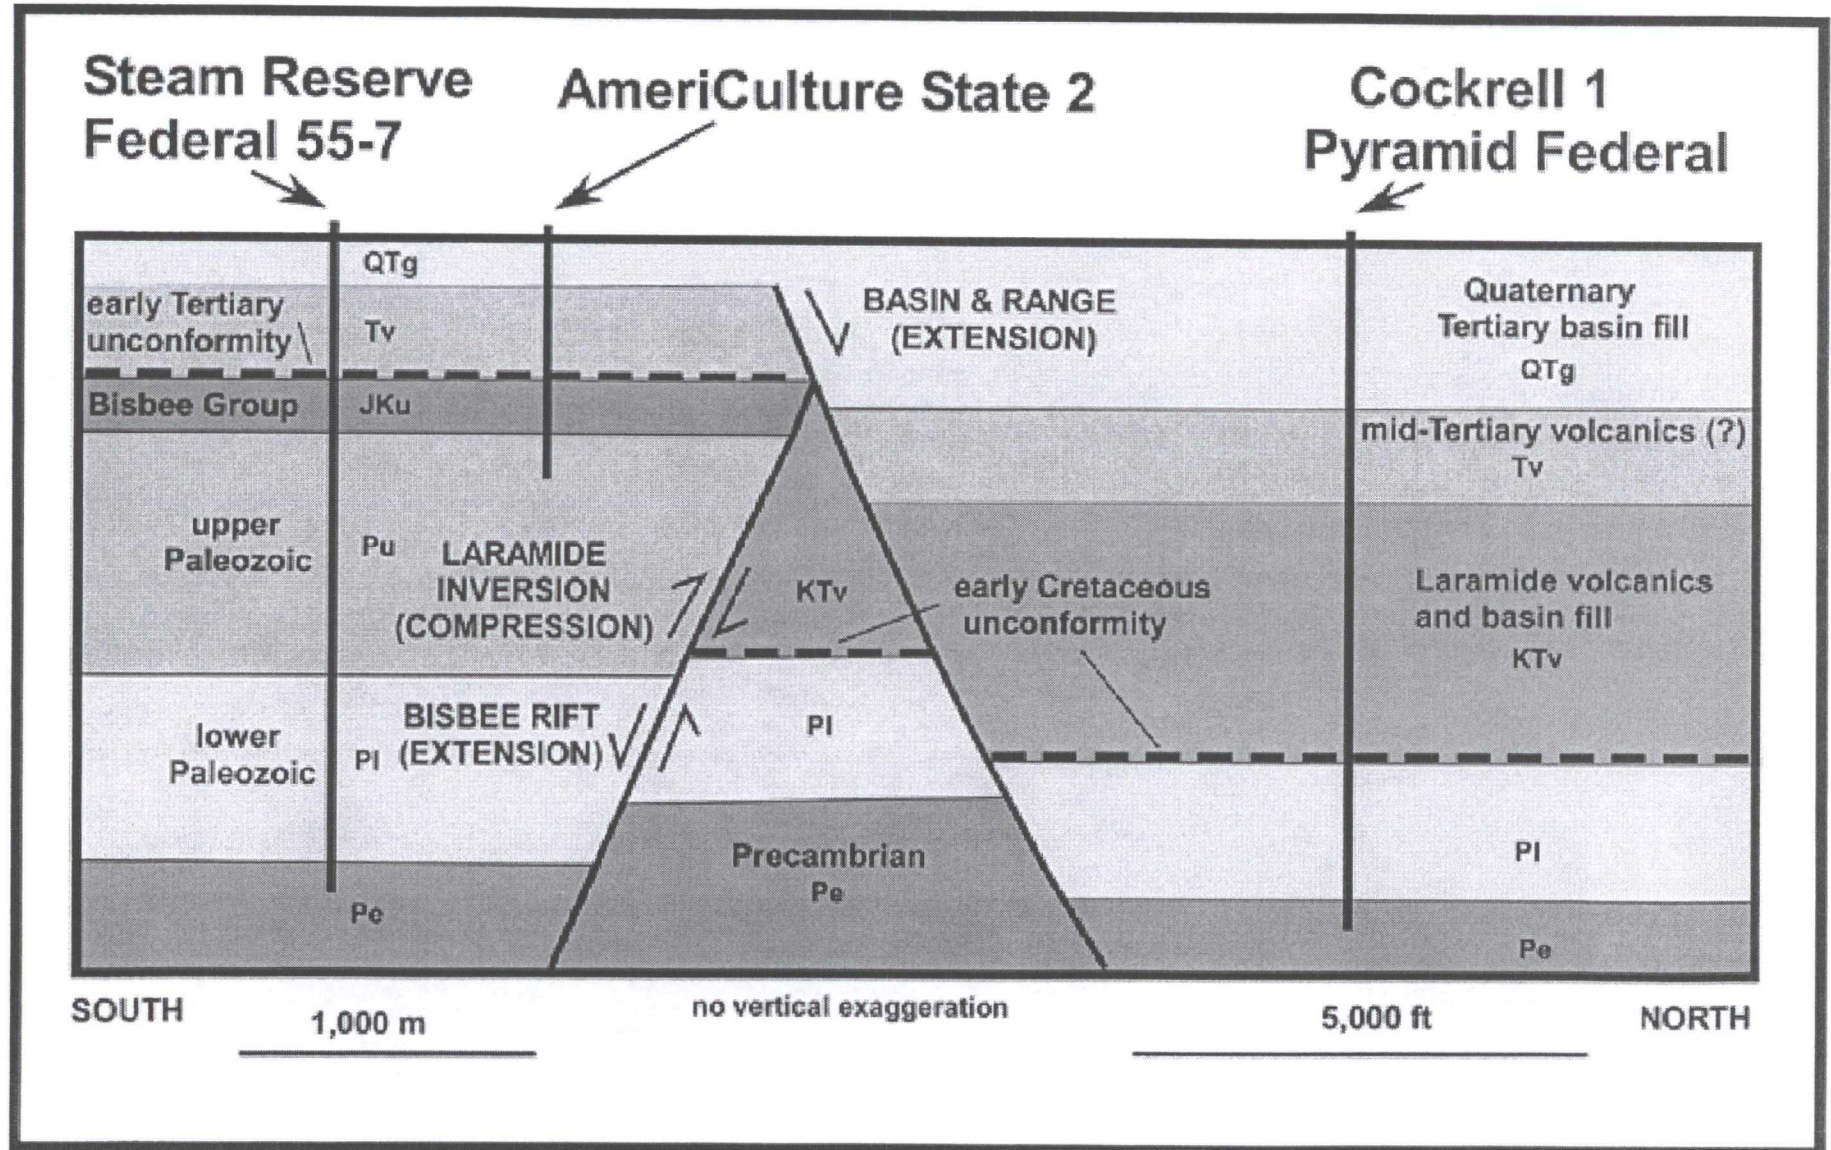 Steam Reserve
Federal 55-7
AmeriCulture State 2
Cockrell 1
Pyramid Federal
QTg
early Tertiary
unconformity
Tv
Bisbee Group
JKu
upper
Paleozoic
Pu
LARAMIDE
INVERSION
(COMPRESSION)
lower
Paleozoic
Pl
BISBEE RIFT
(EXTENSION)
Pe
BASIN & RANGE
(EXTENSION)
KTv
early Cretaceous
unconformity
Pl
Precambrian
Pe
Quaternary
Tertiary basin fill
QTg
mid-Tertiary volcanics (?)
Tv
Laramide volcanics
and basin fill
KTv
Pl
Pe
SOUTH
1,000 m
no vertical exaggeration
5,000 ft
NORTH